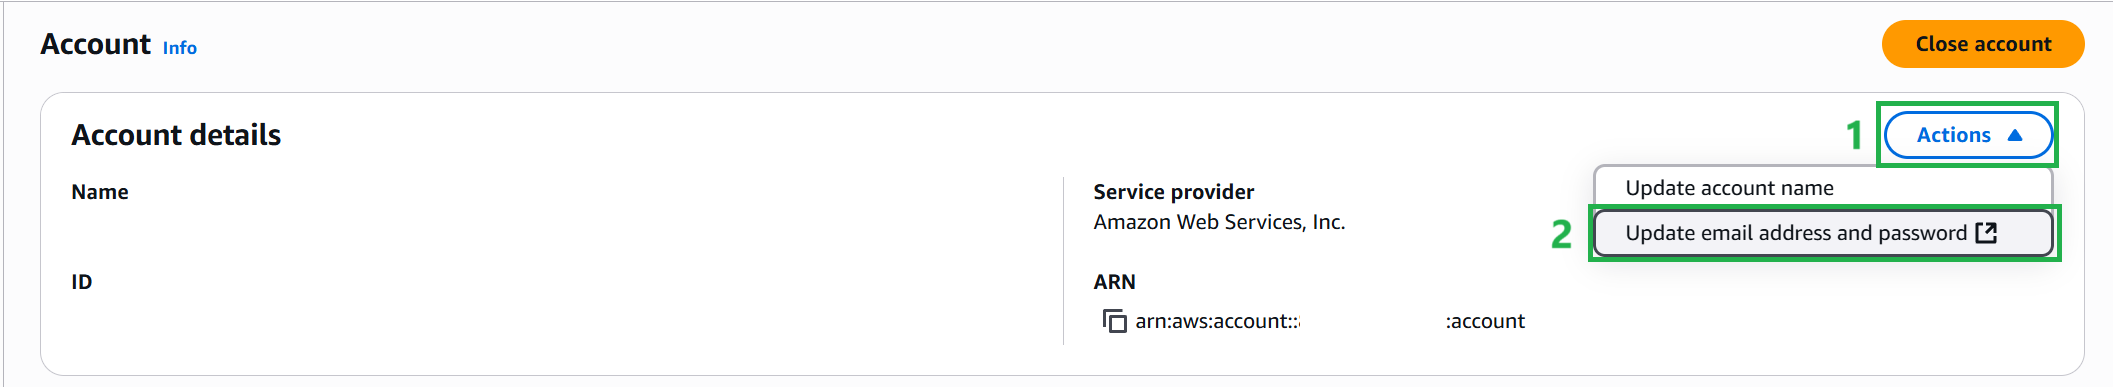 Account Info
Close account
Account details
1
Actions
Name
Service provider
Amazon Web Services, Inc.
Update account name
2
Update email address and password
ID
ARN
arn:aws:account:: :account